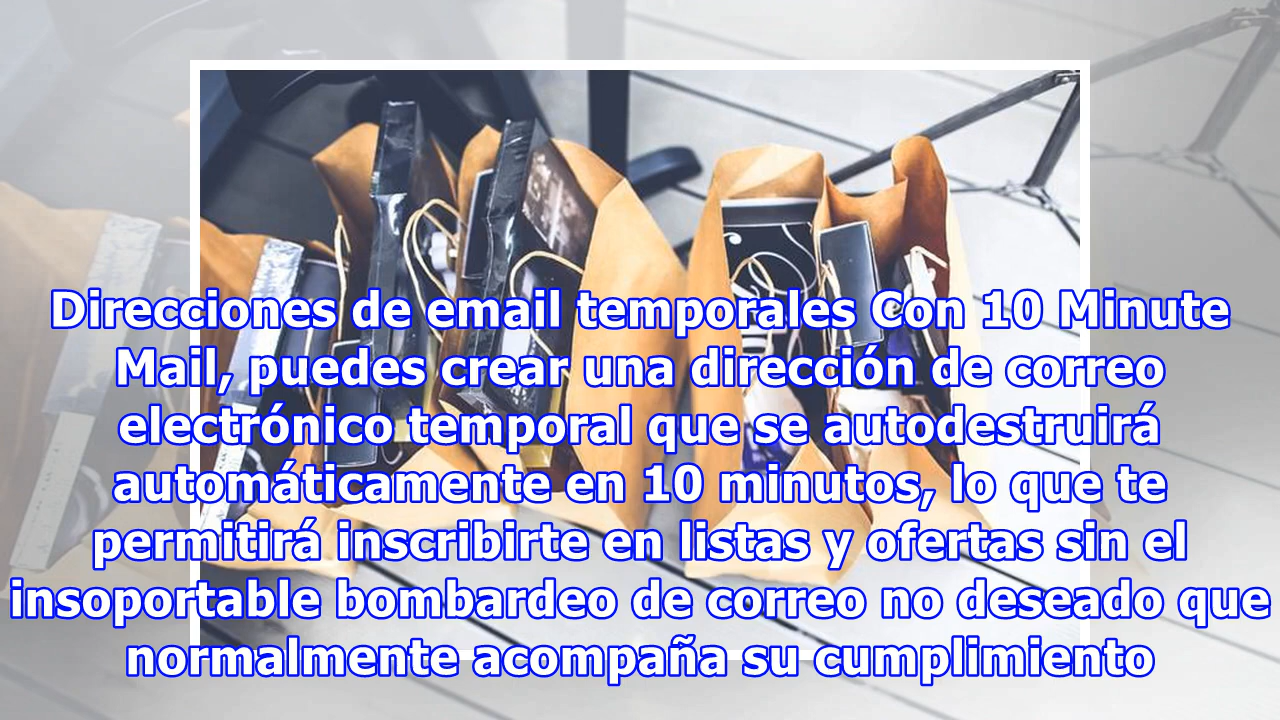 Direcciones de email temporales Con 10 Minute
Mail, puedes crear una dirección de correo
electrónico temporal que se autodestruirá
automáticamente en 10 minutos, lo que te
permitirá inscribirte en listas y ofertas sin el
insoportable bombardeo de correo no deseado que
normalmente acompaña su cumplimiento